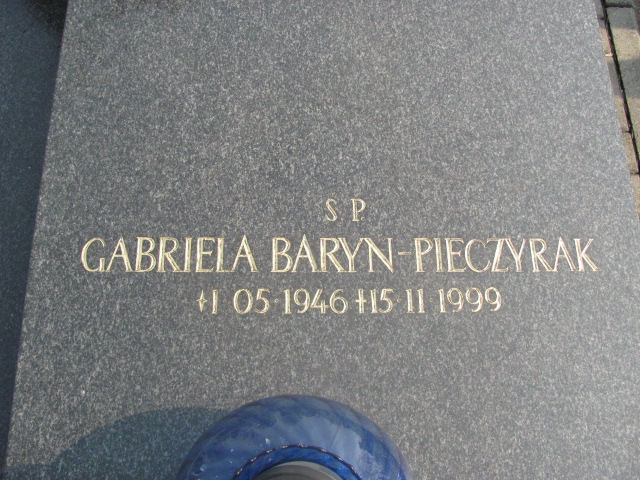 Ś P.
GABRIELA BARYN-PIECZYRAK
✶1 05·1946 ✝15·11 1999